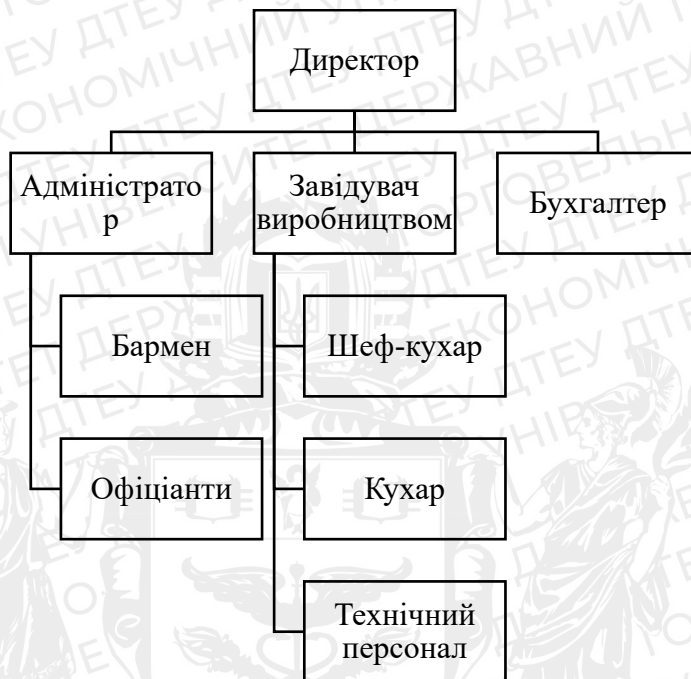 Директор
Адміністрато
р
Завідувач
виробництвом
Бухгалтер
Бармен
Шеф-кухар
Офіціанти
Кухар
Технічний
персонал